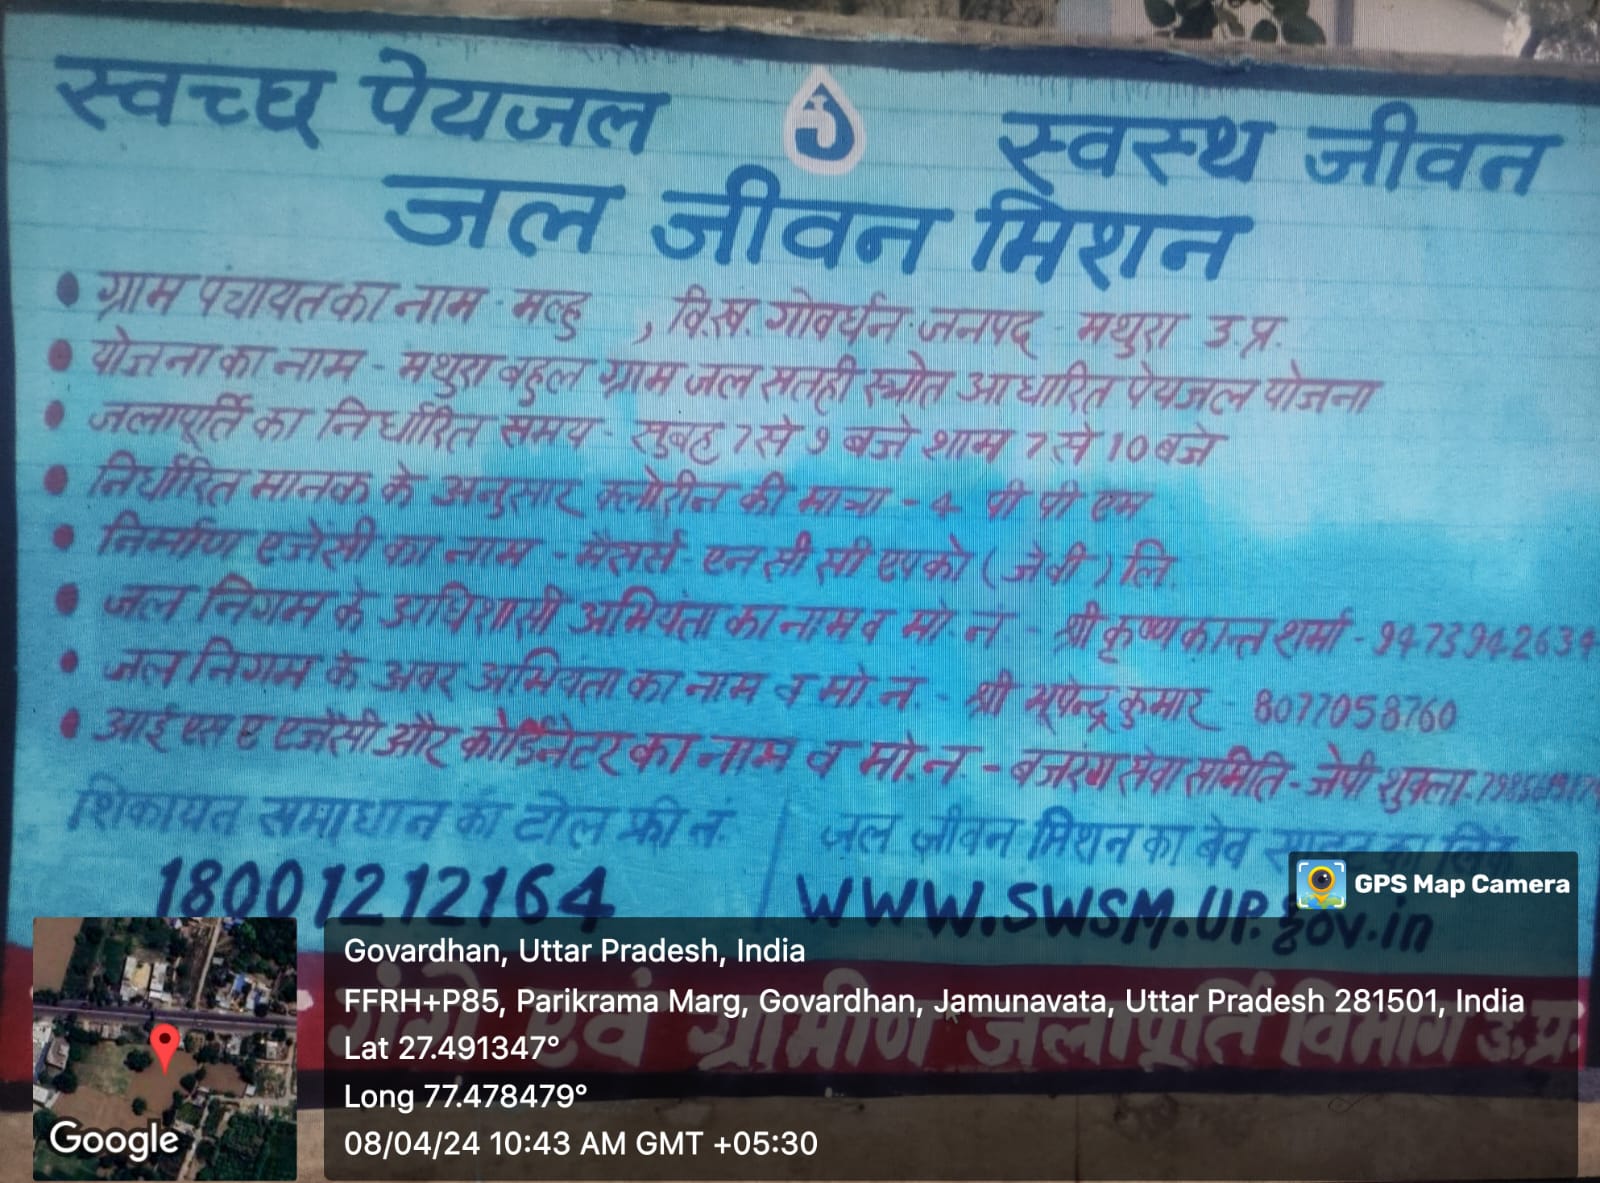 स्वच्छ पेयजल स्वस्थ जीवन
जल जीवन मिशन
• ग्राम पंचायत का नाम - मल्हु , वि.ख. गोवर्धन - जनपद - मथुरा उ.प्र.
• योजना का नाम - मथुरा बहुल ग्राम जल सतही स्त्रोत आधारित पेयजल योजना
• जलापूर्ति का निर्धारित समय - सुबह 7 से 9 बजे शाम 7 से 10 बजे
• निर्धारित मानक के अनुसार क्लोरीन की मात्रा - 4 पी पी एम
• निर्माण एजेंसी का नाम - मैसर्स - एन सी सी एपको ( जेवी ) लि.
• जल निगम के अधिशासी अभियंता का नाम व मो. नं - श्री कृष्ण कान्त शर्मा - 9473942634
• जल निगम के अवर अभियंता का नाम व मो. नं. - श्री भूपेन्द्र कुमार - 8077058760
• आई एस ए एजेंसी और कोर्डिनेटर का नाम व मो. न. - बजरंग सेवा समिति - जेपी शुक्ला -
शिकायत समाधान का टोल फ्री नं. जल जीवन मिशन का बेव साइट का लिंक
18001212164 www.SWSM.UP.gov.in
एवं ग्रामीण जलापूर्ति विभाग उ.प्र.
GPS Map Camera
Govardhan, Uttar Pradesh, India
FFRH+P85, Parikrama Marg, Govardhan, Jamunavata, Uttar Pradesh 281501, India
Lat 27.491347°
Long 77.478479°
08/04/24 10:43 AM GMT +05:30
Google